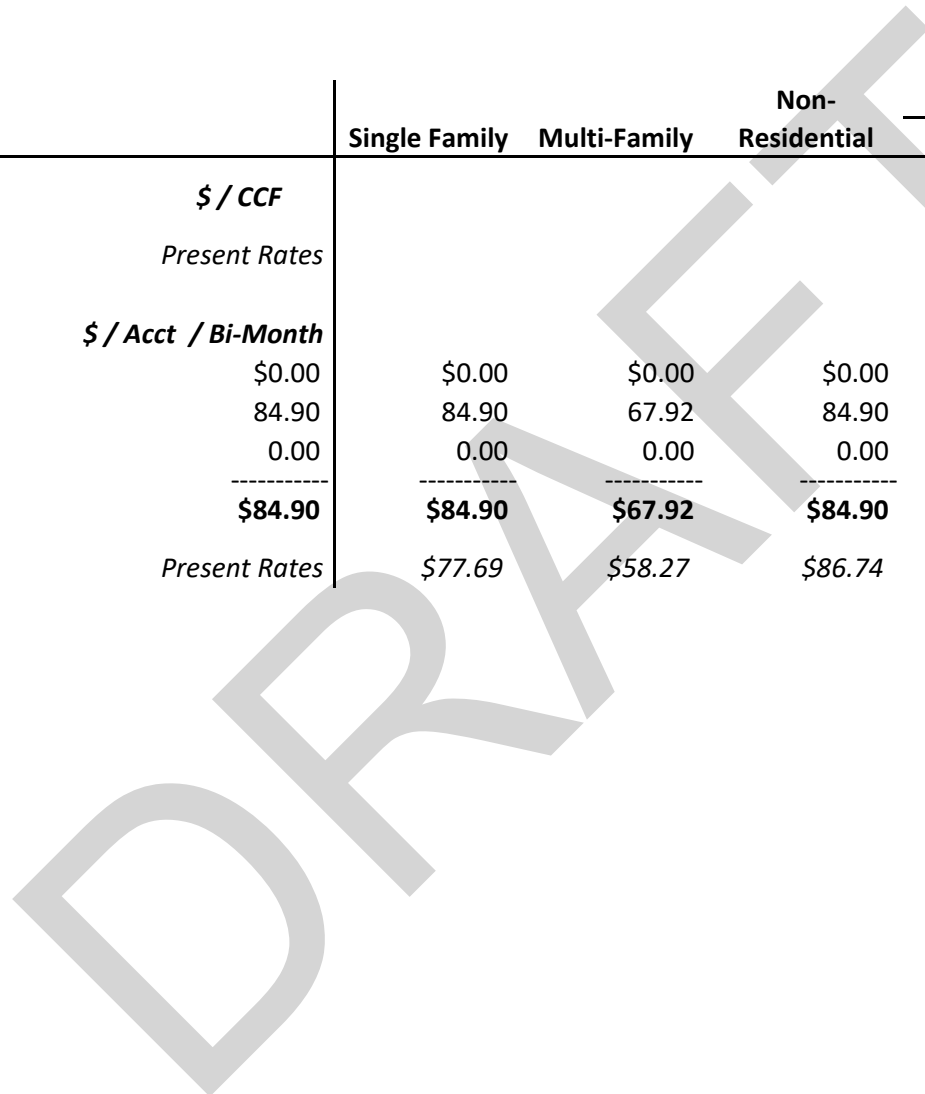 Non-
Single Family Multi-Family Residential
$ / CCF
Present Rates
$ / Acct / Bi-Month
$0.00 $0.00 $0.00 $0.00
84.90 84.90 67.92 84.90
0.00 0.00 0.00 0.00
----------- ----------- ----------- -----------
$84.90 $84.90 $67.92 $84.90
Present Rates $77.69 $58.27 $86.74
DRAFT